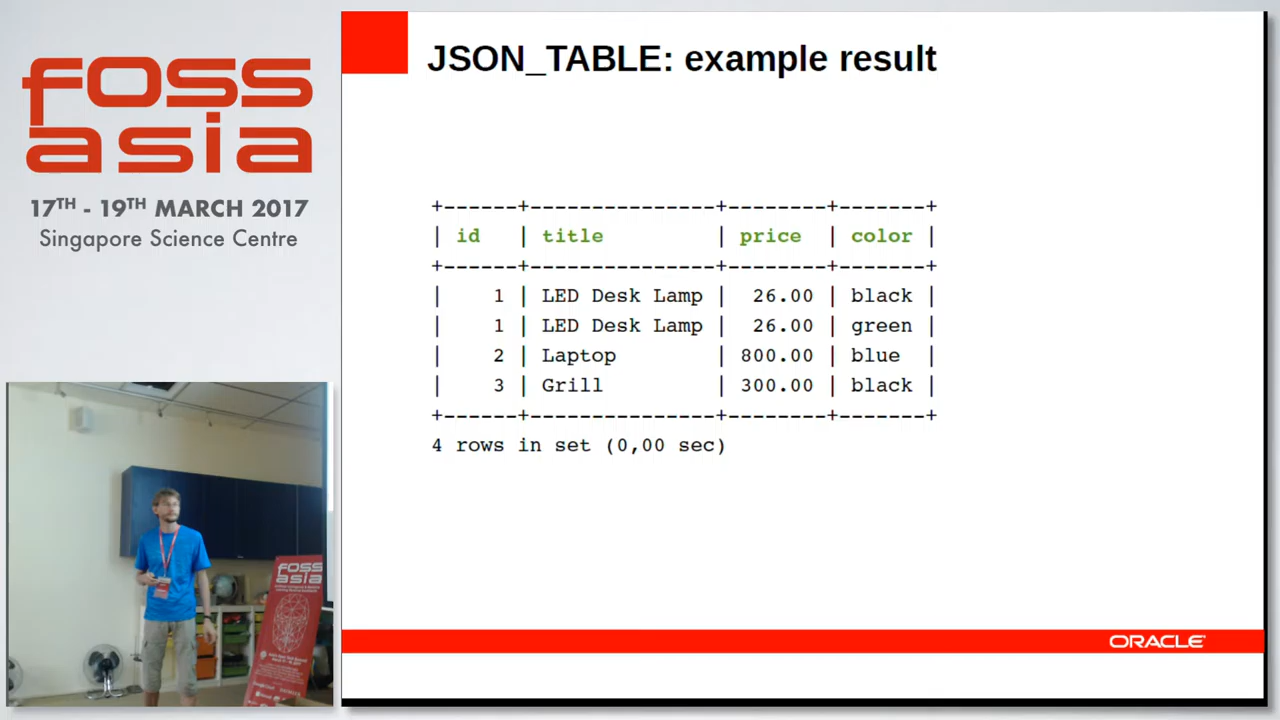 foss
asia
17TH - 19TH MARCH 2017
Singapore Science Centre
JSON_TABLE: example result
+------+---------------+--------+-------+
| id | title | price | color |
+------+---------------+--------+-------+
| 1 | LED Desk Lamp | 26.00 | black |
| 1 | LED Desk Lamp | 26.00 | green |
| 2 | Laptop | 800.00 | blue |
| 3 | Grill | 300.00 | black |
+------+---------------+--------+-------+
4 rows in set (0,00 sec)
ORACLE
foss
asia